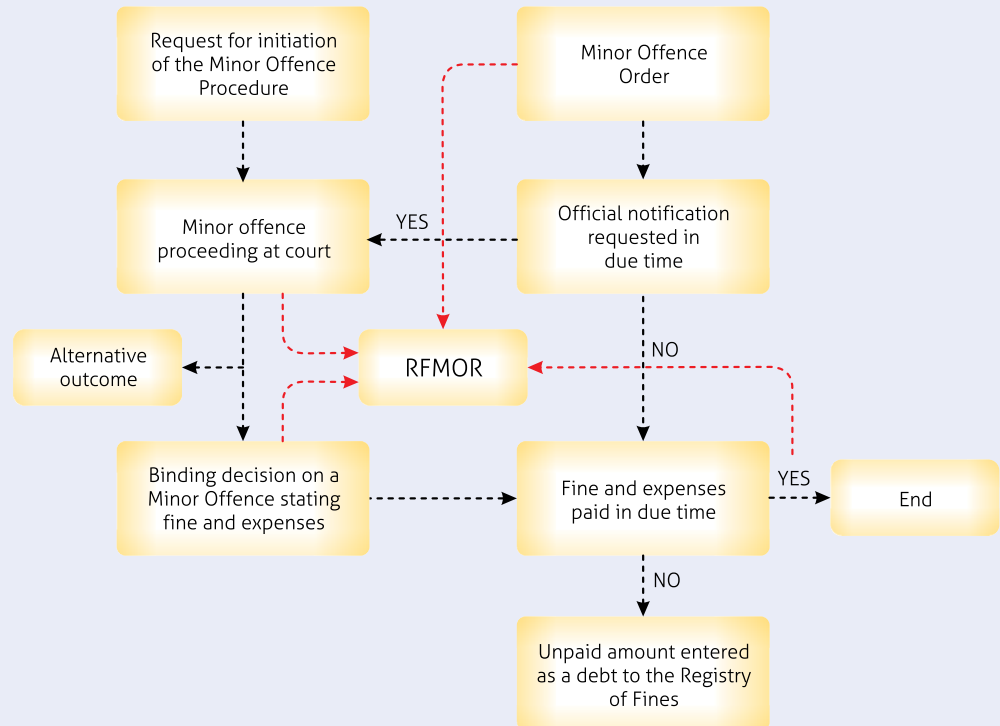 Request for initiation
of the Minor Offence
Procedure
Minor Offence
Order
Minor offence
proceeding at court
YES
Official notification
requested in
due time
Alternative
outcome
RFMOR
NO
Binding decision on a
Minor Offence stating
fine and expenses
Fine and expenses
paid in due time
YES
End
NO
Unpaid amount entered
as a debt to the Registry
of Fines